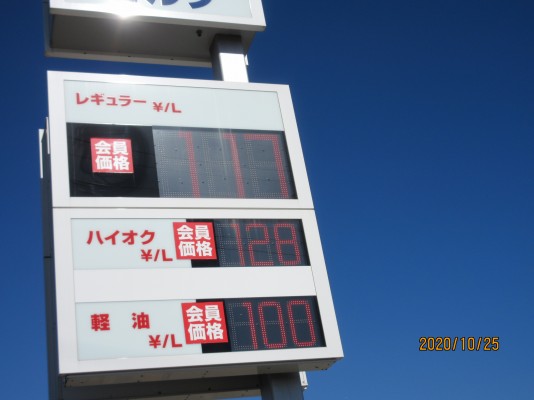 レギュラー ¥/L
会員
価格
117
ハイオク
¥/L
会員
価格
128
軽油
¥/L
会員
価格
100
2020/10/25